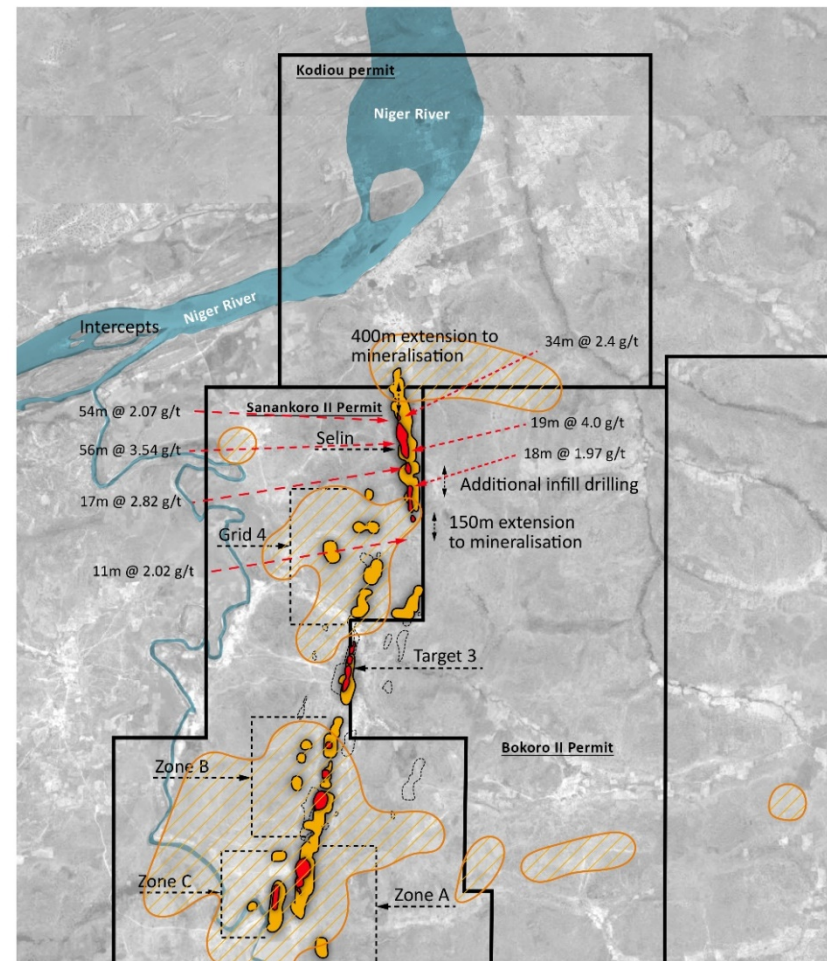 Kodiou permit
Niger River
Niger River
Intercepts
400m extension to
mineralisation
34m @ 2.4 g/t
54m @ 2.07 g/t
Sanankoro II Permit
19m @ 4.0 g/t
56m @ 3.54 g/t
Selin
18m @ 1.97 g/t
17m @ 2.82 g/t
Additional infill drilling
Grid 4
150m extension
to mineralisation
11m @ 2.02 g/t
Target 3
Bokoro II Permit
Zone B
Zone C
Zone A